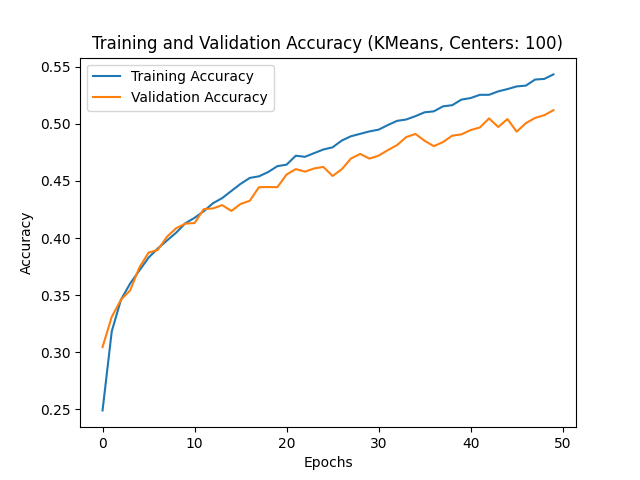 Training and Validation Accuracy (KMeans, Centers: 100)
Training Accuracy
Validation Accuracy
0.55
0.50
0.45
0.40
0.35
0.30
0.25
Accuracy
0 10 20 30 40 50
Epochs